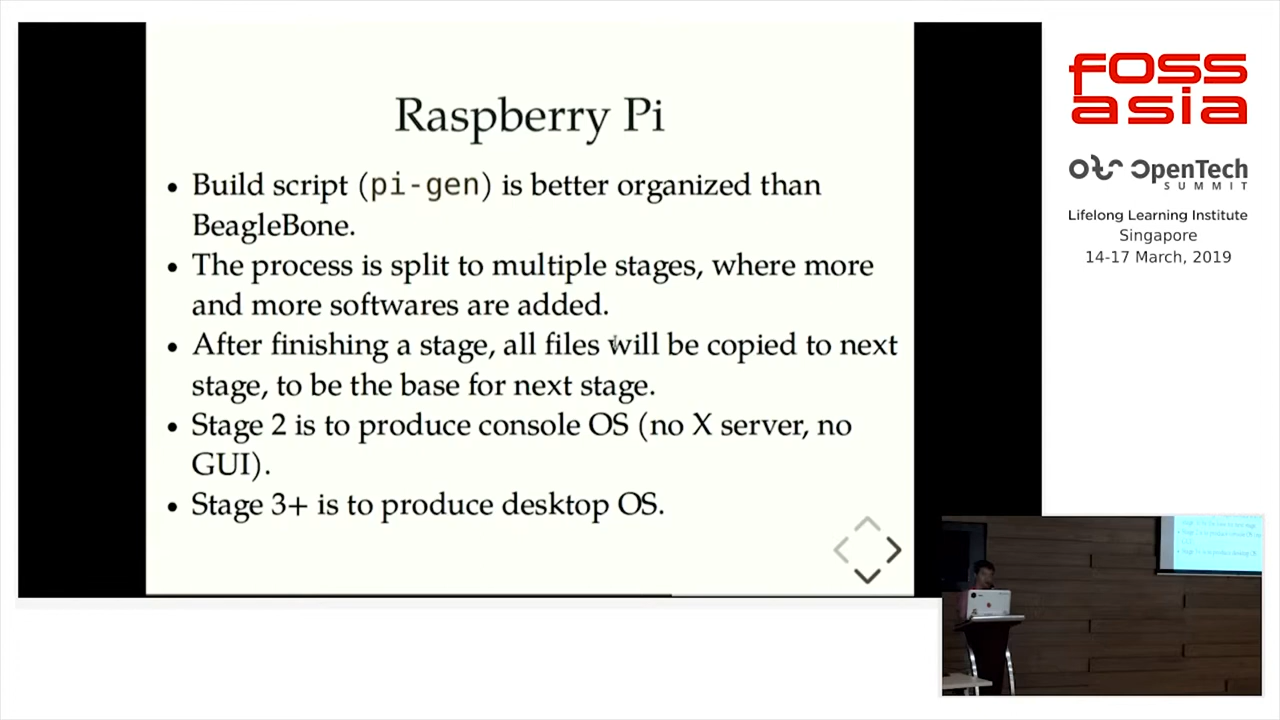 Raspberry Pi
• Build script (pi-gen) is better organized than
BeagleBone.
• The process is split to multiple stages, where more
and more softwares are added.
• After finishing a stage, all files will be copied to next
stage, to be the base for next stage.
• Stage 2 is to produce console OS (no X server, no
GUI).
• Stage 3+ is to produce desktop OS.
FOSS
asia
OpenTech
SUMMIT
Lifelong Learning Institute
Singapore
14-17 March, 2019